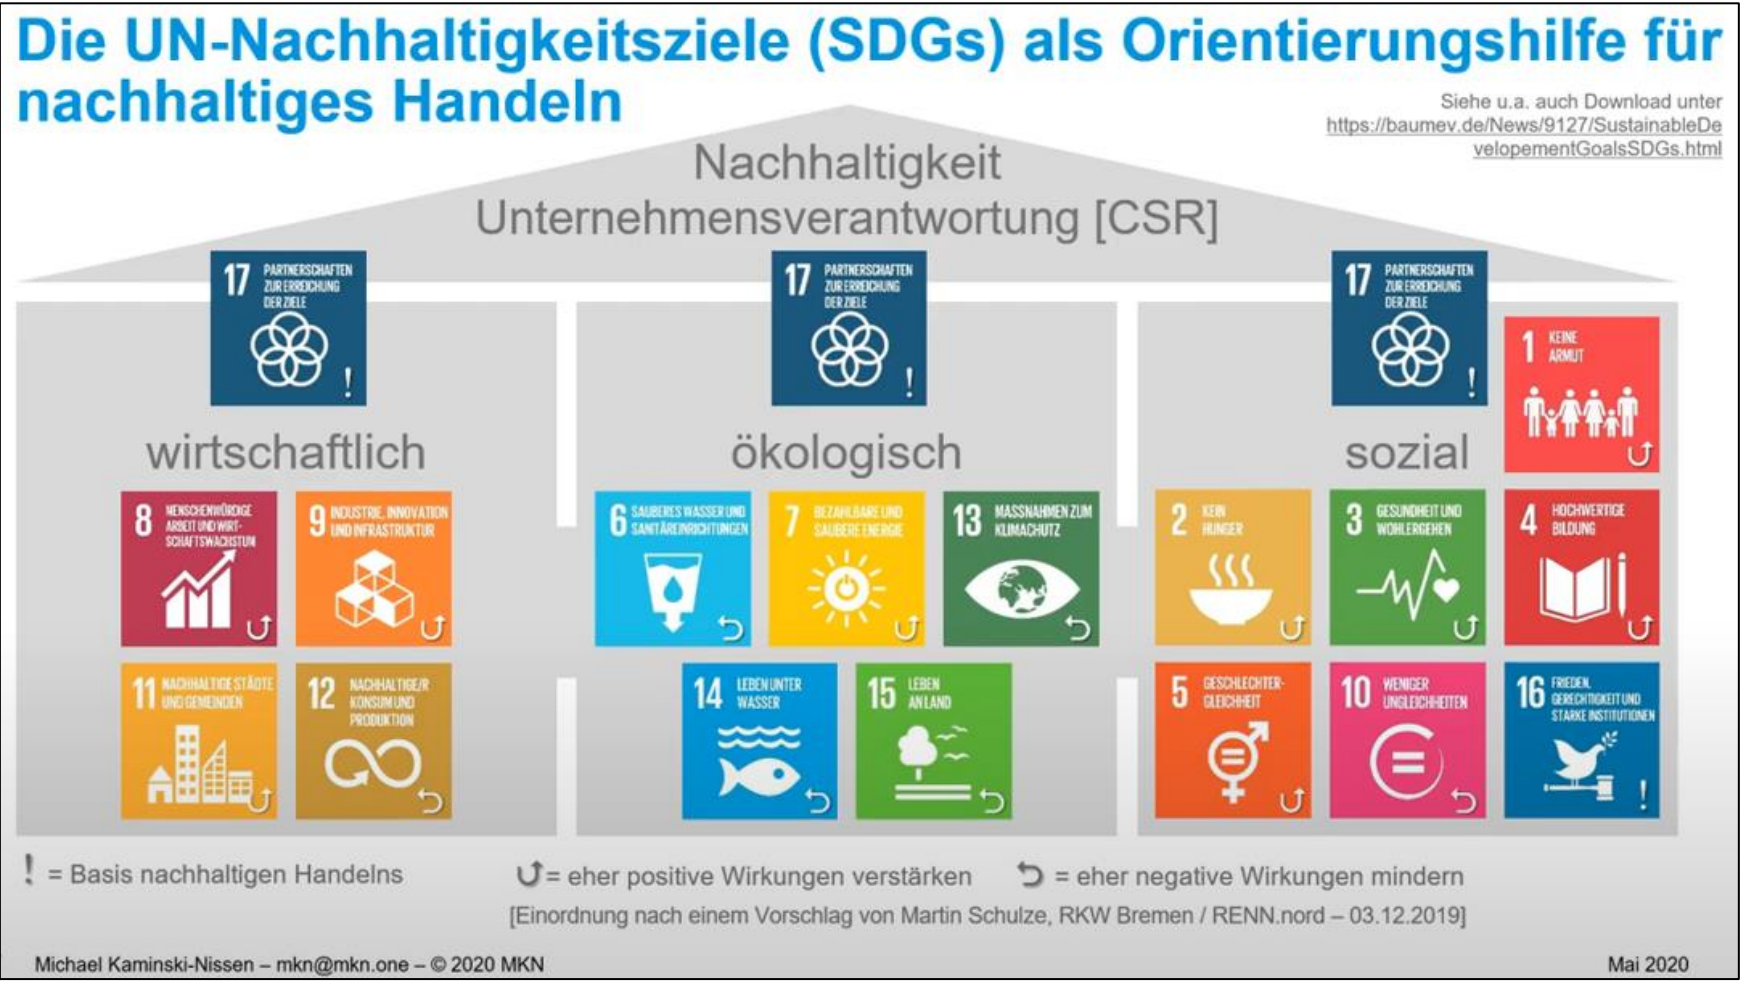 Die UN-Nachhaltigkeitsziele (SDGs) als Orientierungshilfe für
nachhaltiges Handeln
Siehe u.a. auch Download unter
https://baumev.de/News/9127/SustainableDe
velopementGoalsSDGs.html
Nachhaltigkeit
Unternehmensverantwortung [CSR]
17 PARTNERSCHAFTEN
ZUR ERREICHUNG
DER ZIELE
!
17 PARTNERSCHAFTEN
ZUR ERREICHUNG
DER ZIELE
!
17 PARTNERSCHAFTEN
ZUR ERREICHUNG
DER ZIELE
!
1 KEINE
ARMUT
wirtschaftlich
ökologisch
sozial
8 MENSCHENWÜRDIGE
ARBEIT UND WIRT-
SCHAFTSWACHSTUM
9 INDUSTRIE, INNOVATION
UND INFRASTRUKTUR
6 SAUBERES WASSER UND
SANITÄREINRICHTUNGEN
7 BEZAHLBARE UND
SAUBERE ENERGIE
13 MASSNAHMEN ZUM
KLIMACHUTZ
2 KEIN
HUNGER
3 GESUNDHEIT UND
WOHLERGEHEN
4 HOCHWERTIGE
BILDUNG
11 NACHHALTIGE STÄDTE
UND GEMEINDEN
12 NACHHALTIGE/R
KONSUM UND
PRODUKTION
14 LEBEN UNTER
WASSER
15 LEBEN
AN LAND
5 GESCHLECHTER-
GLEICHHEIT
10 WENIGER
UNGLEICHHEITEN
16 FRIEDEN,
GERECHTIGKEIT UND
STARKE INSTITUTIONEN
!
! = Basis nachhaltigen Handelns
= eher positive Wirkungen verstärken
= eher negative Wirkungen mindern
[Einordnung nach einem Vorschlag von Martin Schulze, RKW Bremen / RENN.nord – 03.12.2019]
Michael Kaminski-Nissen – mkn@mkn.one – © 2020 MKN
Mai 2020